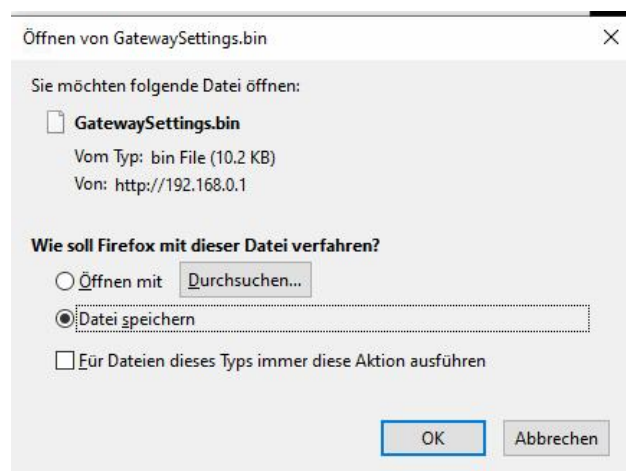 Öffnen von GatewaySettings.bin
Sie möchten folgende Datei öffnen:
GatewaySettings.bin
Vom Typ: bin File (10.2 KB)
Von: http://192.168.0.1
Wie soll Firefox mit dieser Datei verfahren?
Öffnen mit Durchsuchen...
Datei speichern
Für Dateien dieses Typs immer diese Aktion ausführen
OK Abbrechen